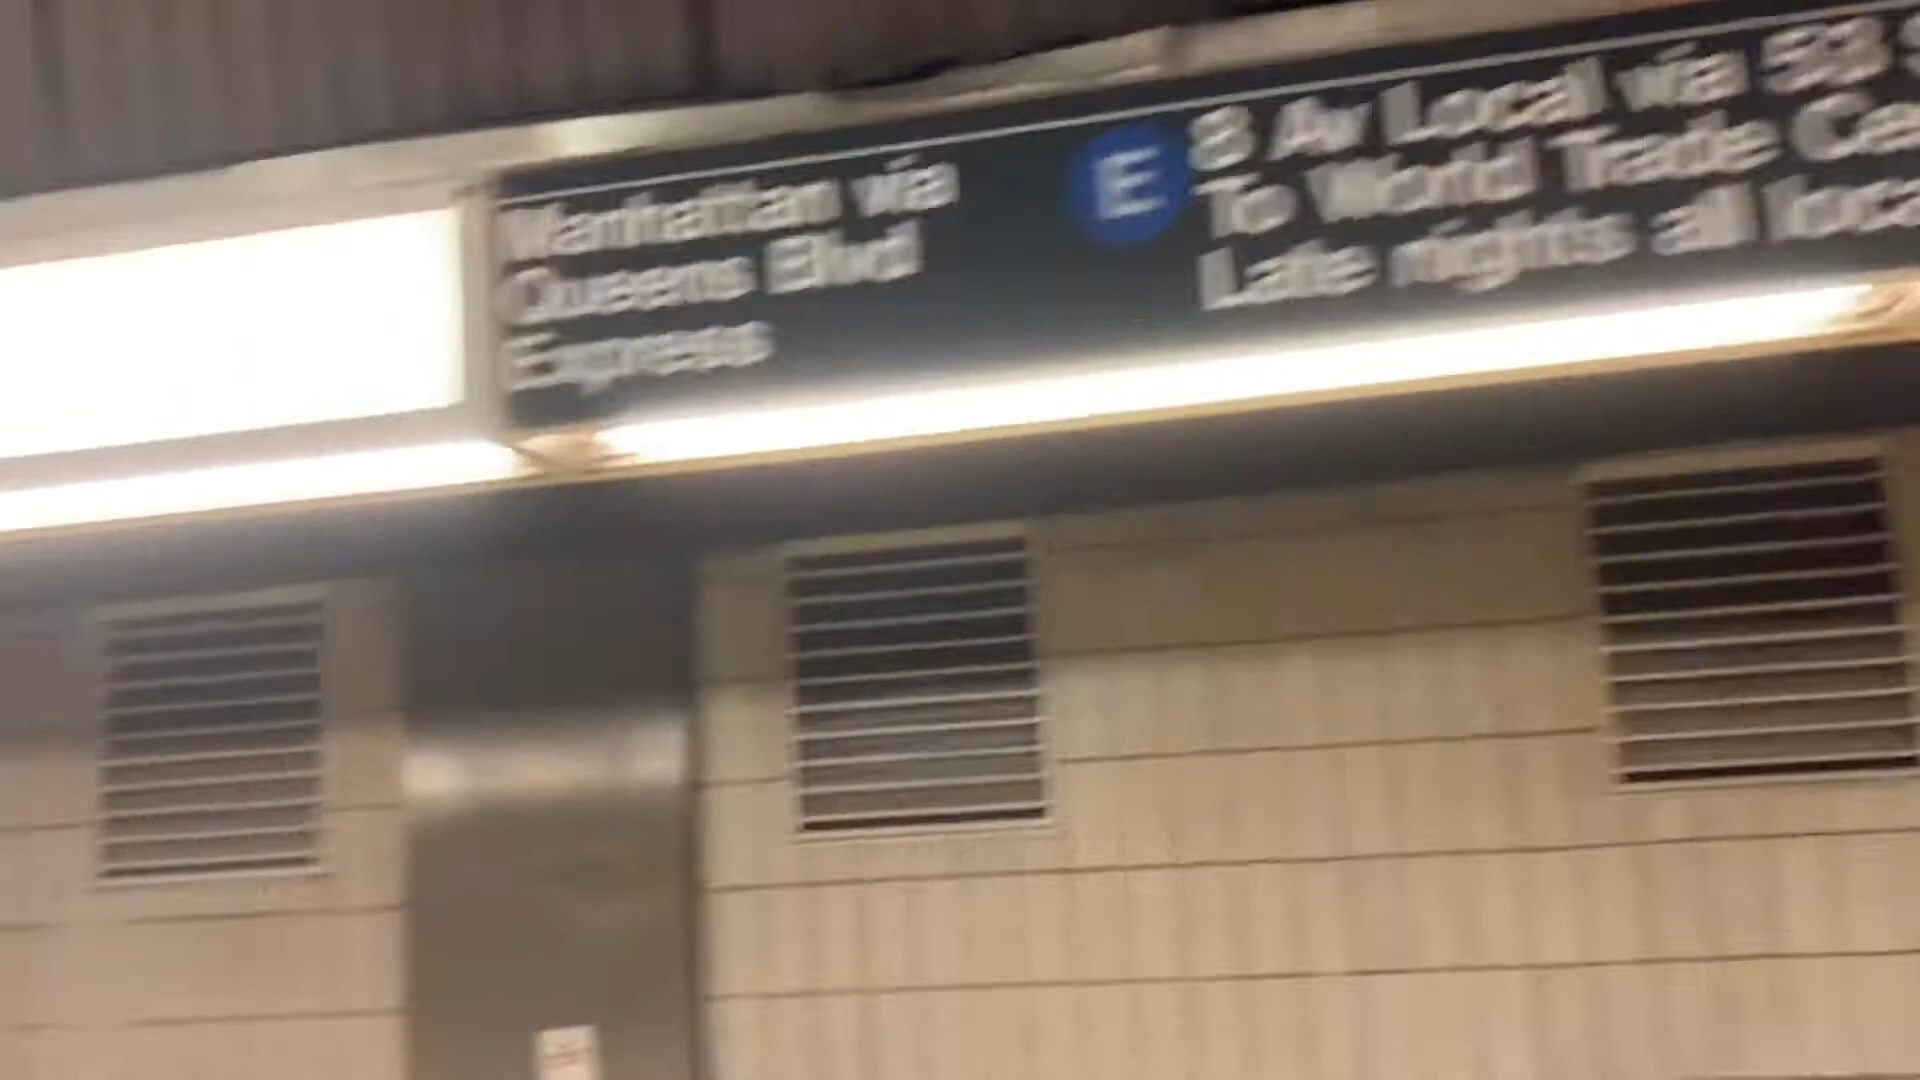 Manhattan via
Queens Blvd
Express
E
8 Av Local via 53
To World Trade
Late nights all